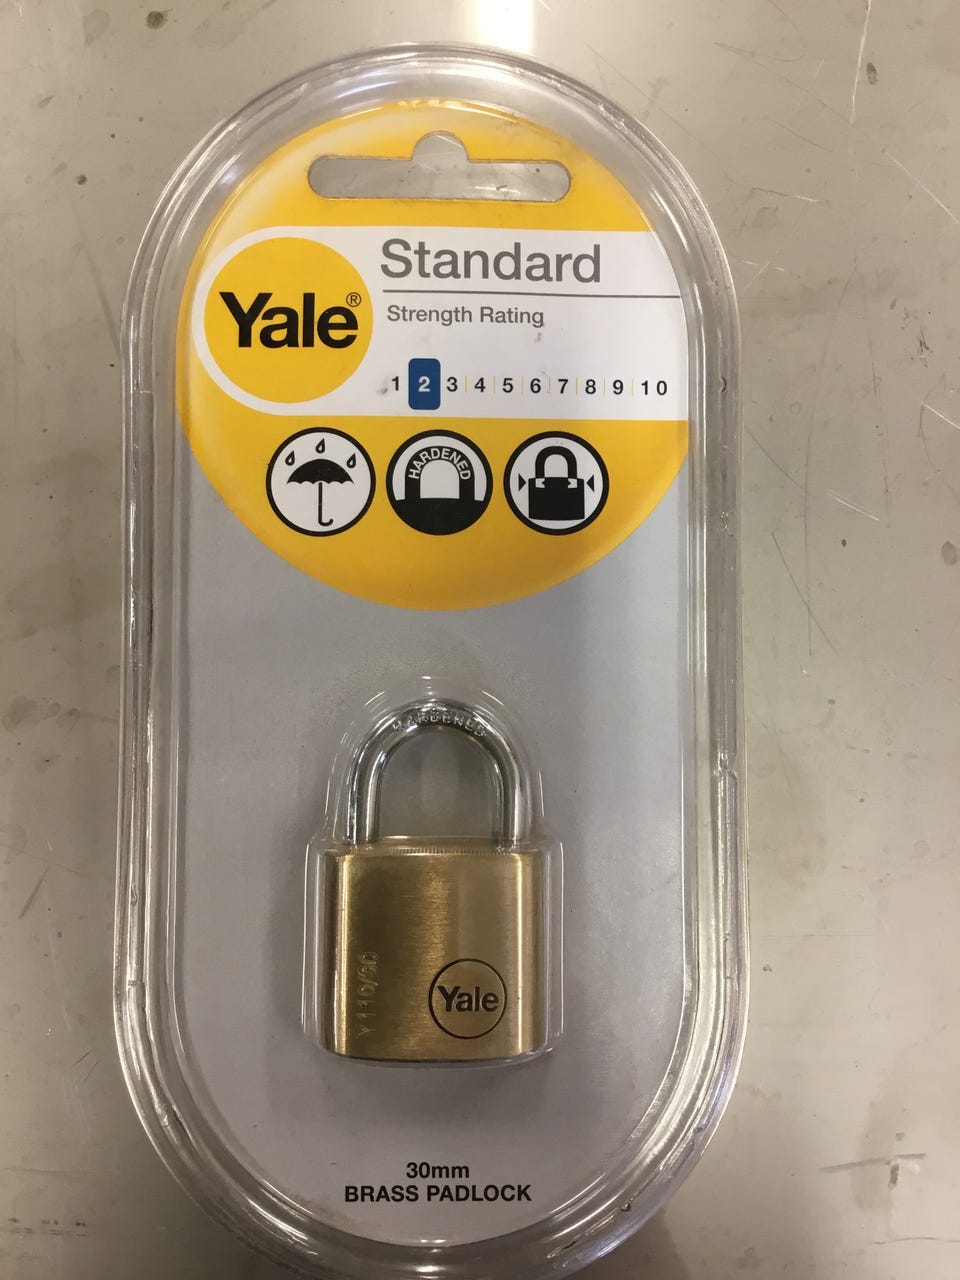 Standard
Yale®
Strength Rating
1 2 3 4 5 6 7 8 9 10
HARDENED
HARDENED
Y110/30
Yale
30mm
BRASS PADLOCK